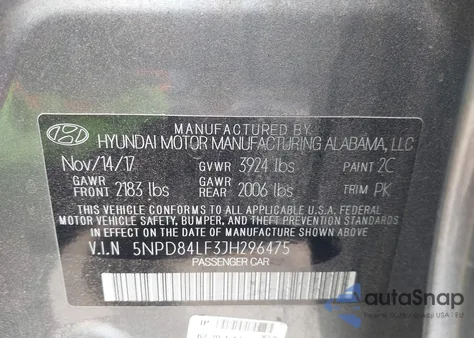 MANUFACTURED BY
HYUNDAI MOTOR MANUFACTURING ALABAMA, LLC
Nov/14/17 GVWR 3924 lbs PAINT 2C
GAWR FRONT 2183 lbs GAWR REAR 2006 lbs TRIM PK
THIS VEHICLE CONFORMS TO ALL APPLICABLE U.S.A. FEDERAL
MOTOR VEHICLE SAFETY, BUMPER, AND THEFT PREVENTION STANDARDS
IN EFFECT ON THE DATE OF MANUFACTURE SHOWN ABOVE.
V.I.N 5NPD84LF3JH296475
PASSENGER CAR
autoSnap